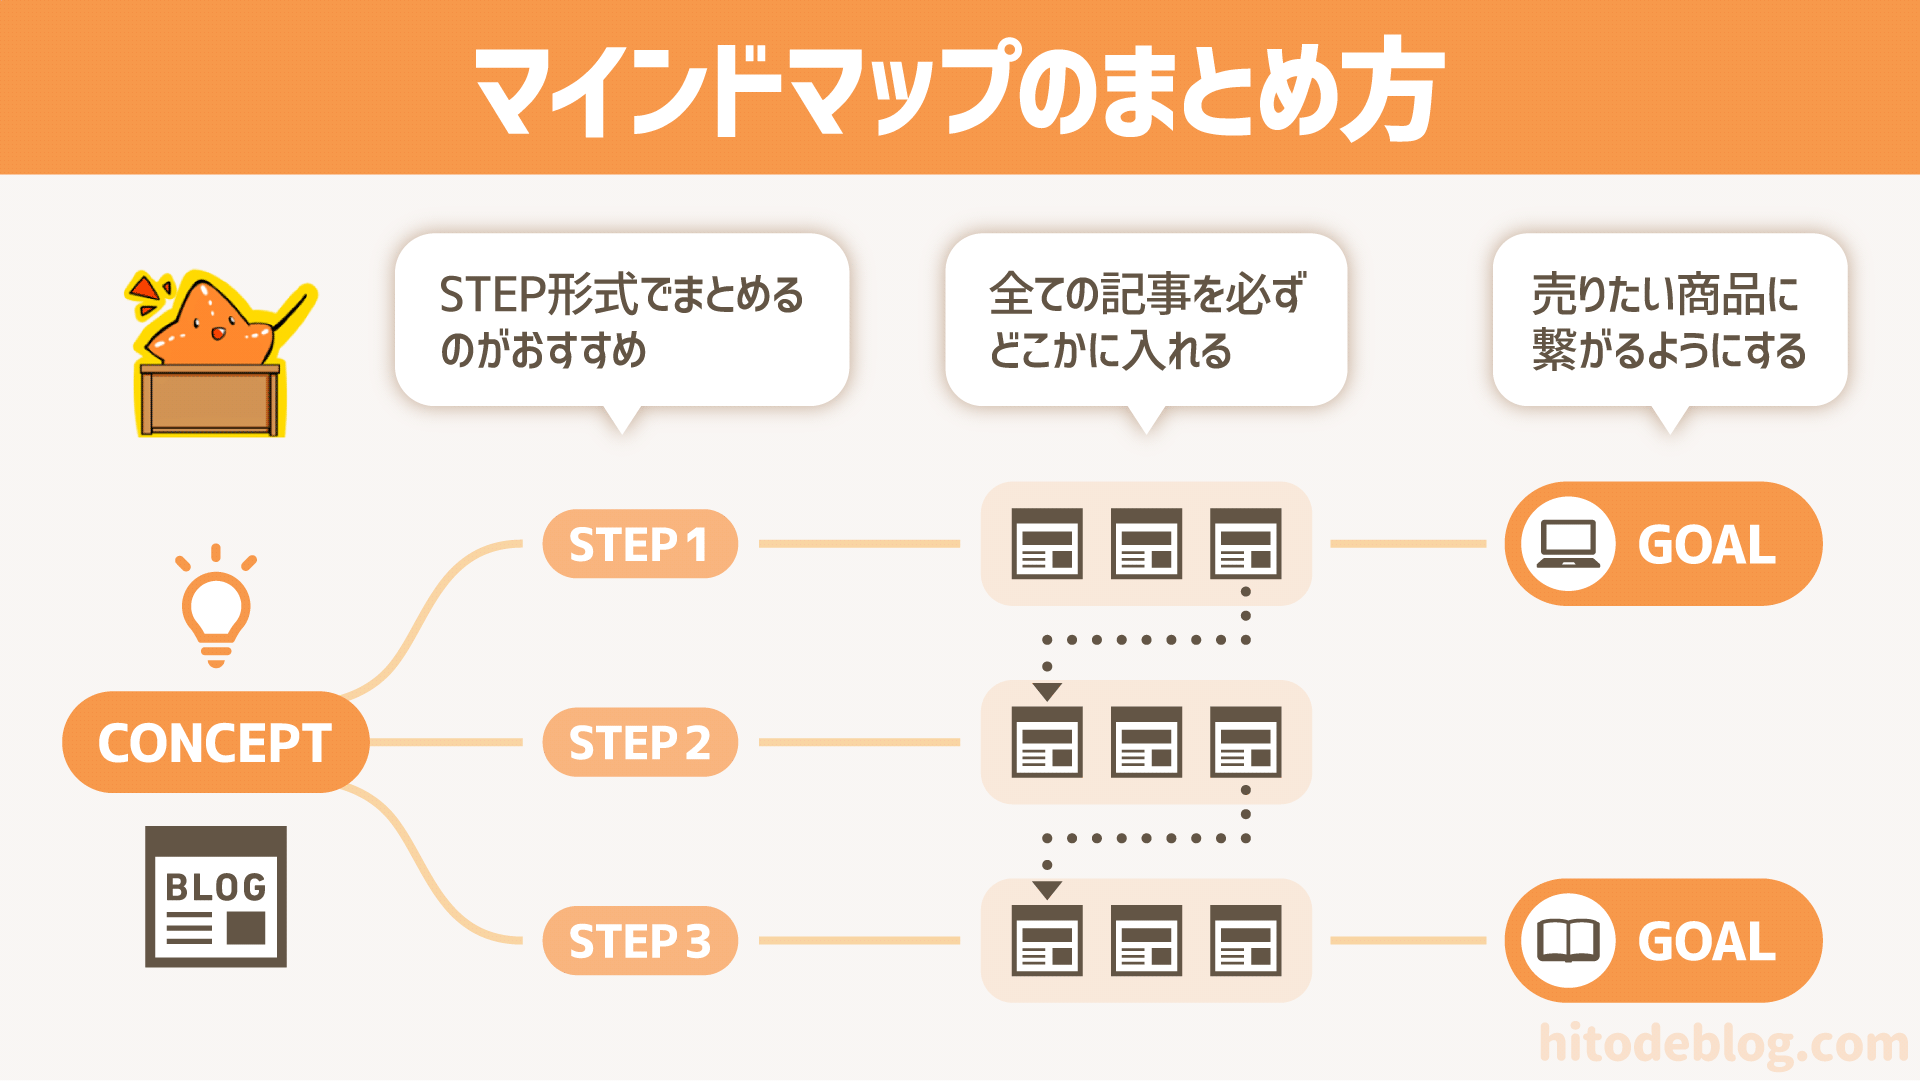 マインドマップのまとめ方
STEP形式でまとめる
のがおすすめ
全ての記事を必ず
どこかに入れる
売りたい商品に
繋がるようにする
STEP 1
GOAL
CONCEPT
STEP 2
BLOG
STEP 3
GOAL
hitodeblog.com